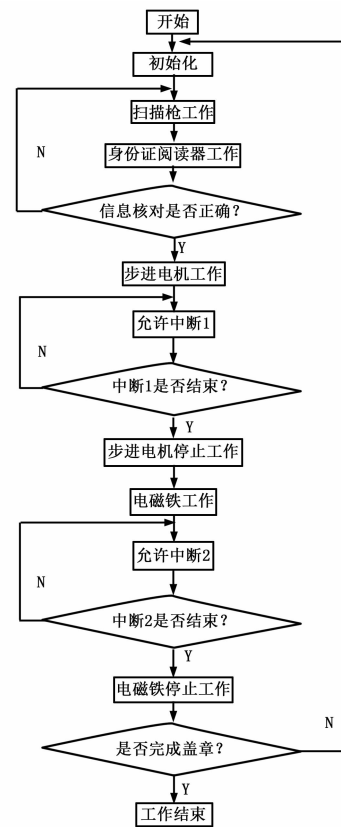 开始
初始化
扫描枪工作
N
身份证阅读器工作
信息核对是否正确？
Y
步进电机工作
允许中断1
N
中断1是否结束？
Y
步进电机停止工作
电磁铁工作
允许中断2
N
中断2是否结束？
Y
电磁铁停止工作
N
是否完成盖章？
Y
工作结束